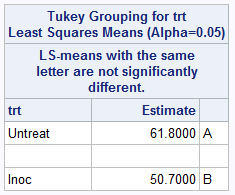 Tukey Grouping for trt
Least Squares Means (Alpha=0.05)
LS-means with the same
letter are not significantly
different.
trt Estimate
Untreat 61.8000 A
Inoc 50.7000 B